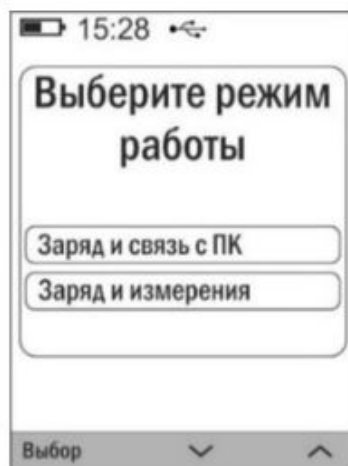 15:28
Выберите режим
работы
Заряд и связь с ПК
Заряд и измерения
Выбор